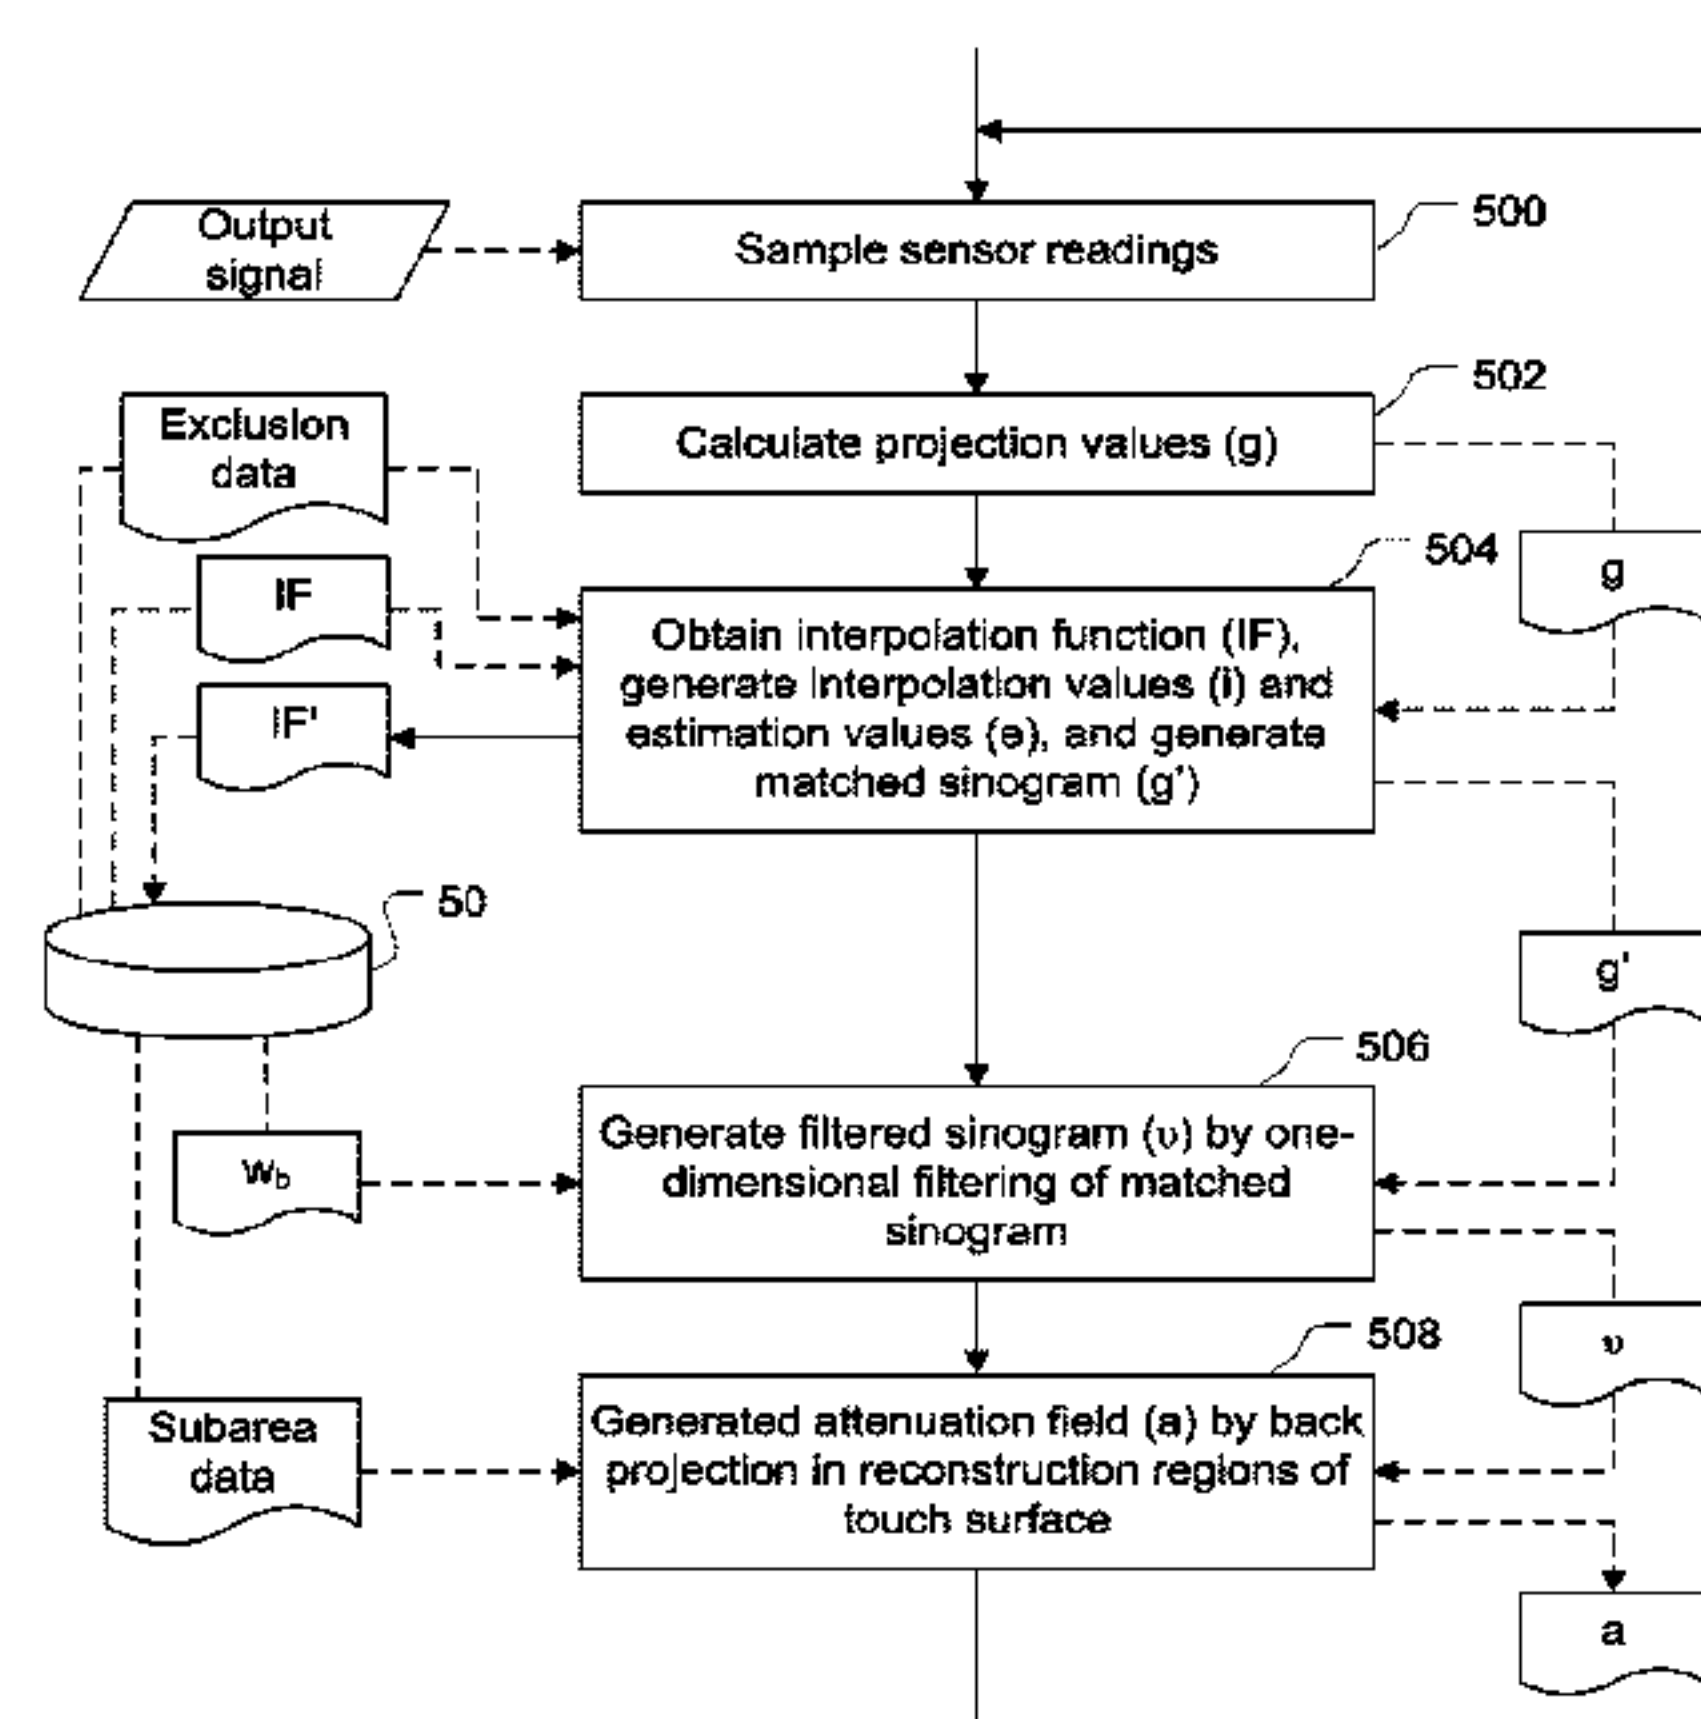 Output
signal
Sample sensor readings
500
502
Exclusion
data
Calculate projection values (g)
504
g
IF
Obtain interpolation function (IF),
generate interpolation values (i) and
estimation values (e), and generate
matched sinogram (g')
IF'
50
g'
506
Generate filtered sinogram (υ) by one-
dimensional filtering of matched
sinogram
wb
508
υ
Subarea
data
Generated attenuation field (a) by back
projection in reconstruction regions of
touch surface
a